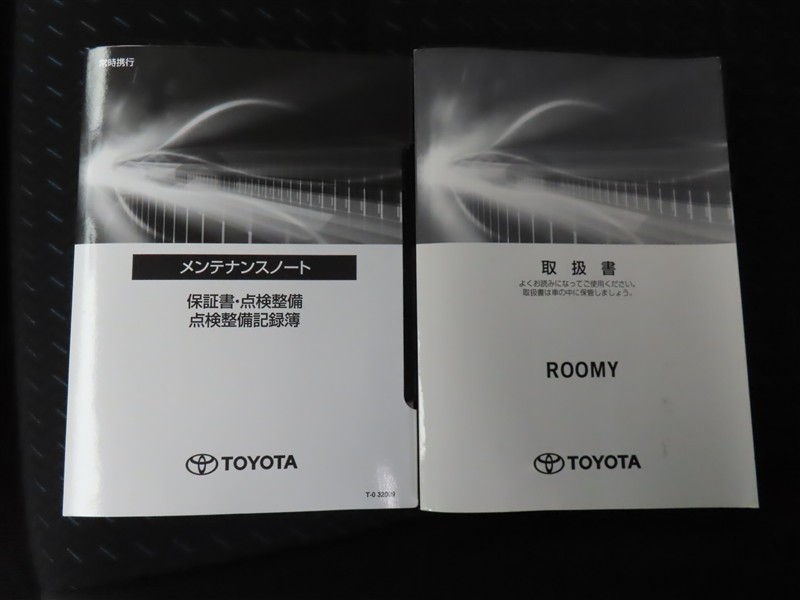 常時携行
メンテナンスノート
保証書・点検整備
点検整備記録簿
TOYOTA
T-0 32009
取扱書
よくお読みになってご使用ください。
取扱書は車の中に保管しましょう。
ROOMY
TOYOTA